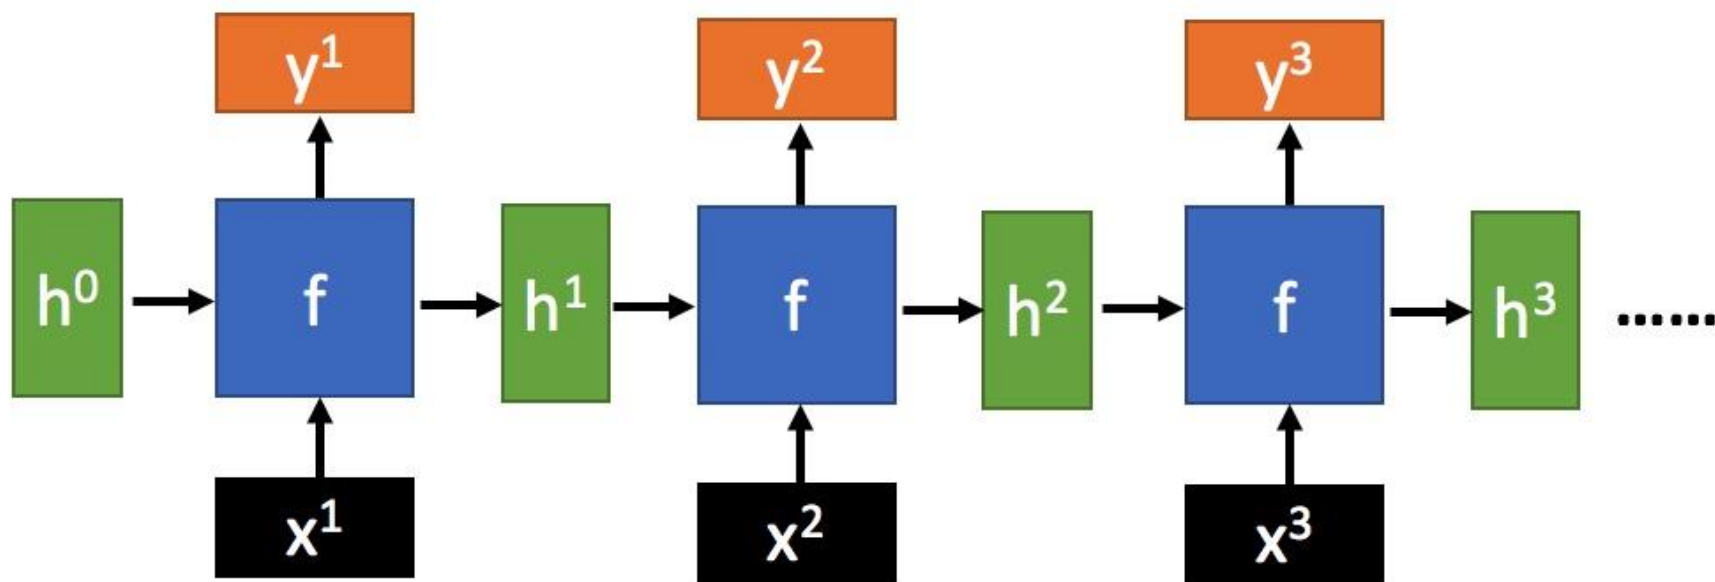 y¹ y² y³
h⁰ f h¹ f h² f h³ ......
x¹ x² x³